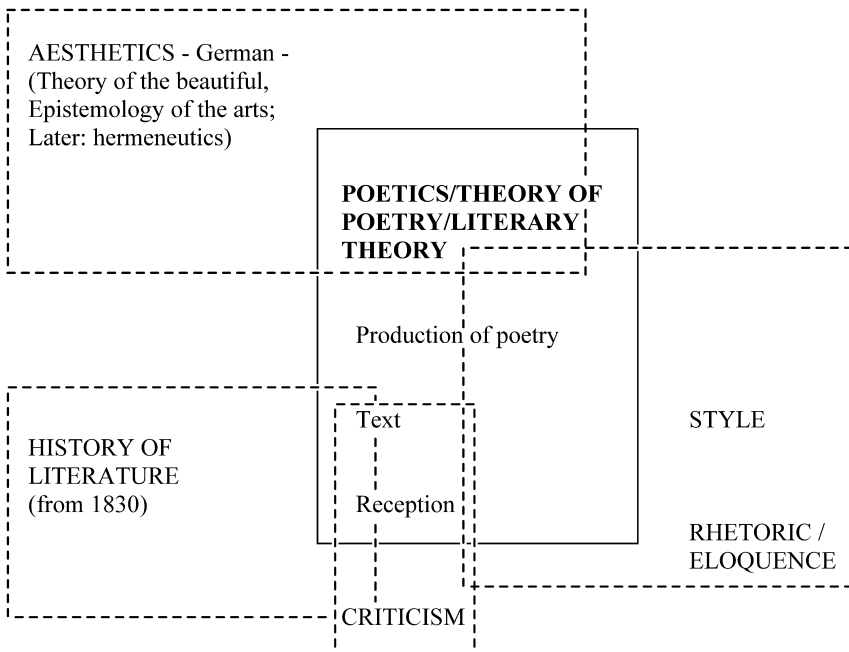 AESTHETICS - German -
(Theory of the beautiful,
Epistemology of the arts;
Later: hermeneutics)
POETICS/THEORY OF
POETRY/LITERARY
THEORY
Production of poetry
Text
STYLE
HISTORY OF
LITERATURE
(from 1830)
Reception
RHETORIC /
ELOQUENCE
CRITICISM